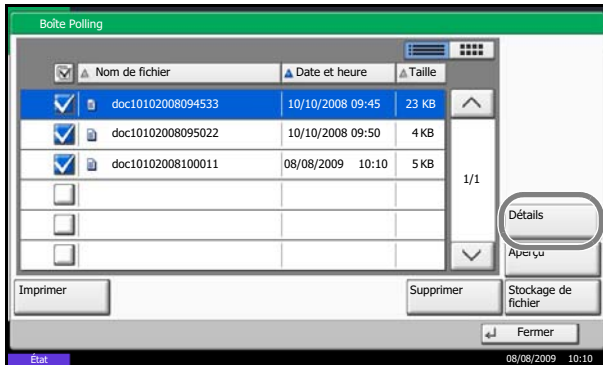 Boîte Polling
Nom de fichier Date et heure Taille
doc10102008094533 10/10/2008 09:45 23 KB
doc10102008095022 10/10/2008 09:50 4 KB
doc10102008100011 08/08/2009 10:10 5 KB
1/1
Détails
Aperçu
Imprimer Supprimer Stockage de
fichier
Fermer
État 08/08/2009 10:10